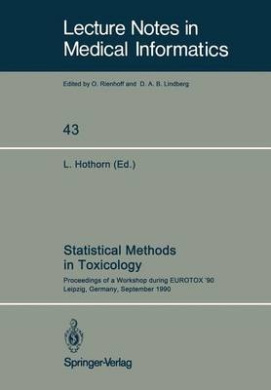 Lecture Notes in
Medical Informatics
Edited by O. Rienhoff and D. A. B. Lindberg
43
L. Hothorn (Ed.)
Statistical Methods
in Toxicology
Proceedings of a Workshop during EUROTOX '90
Leipzig, Germany, September 1990
Springer-Verlag